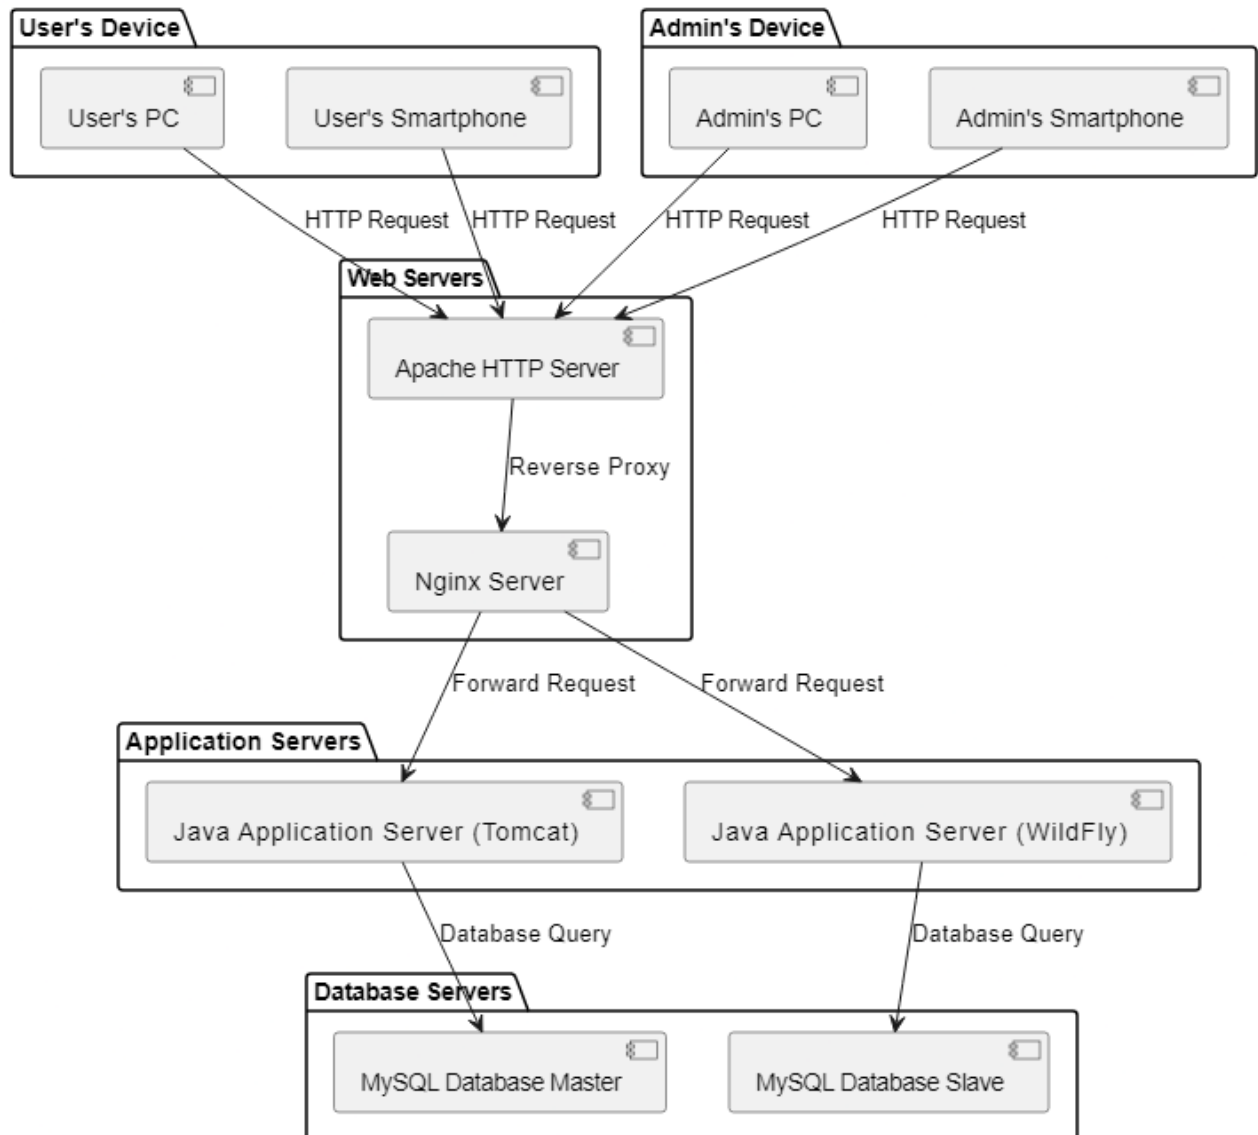 User's Device
Admin's Device
User's PC
User's Smartphone
Admin's PC
Admin's Smartphone
HTTP Request
HTTP Request
HTTP Request
HTTP Request
Web Servers
Apache HTTP Server
Reverse Proxy
Nginx Server
Forward Request
Forward Request
Application Servers
Java Application Server (Tomcat)
Java Application Server (WildFly)
Database Query
Database Query
Database Servers
MySQL Database Master
MySQL Database Slave